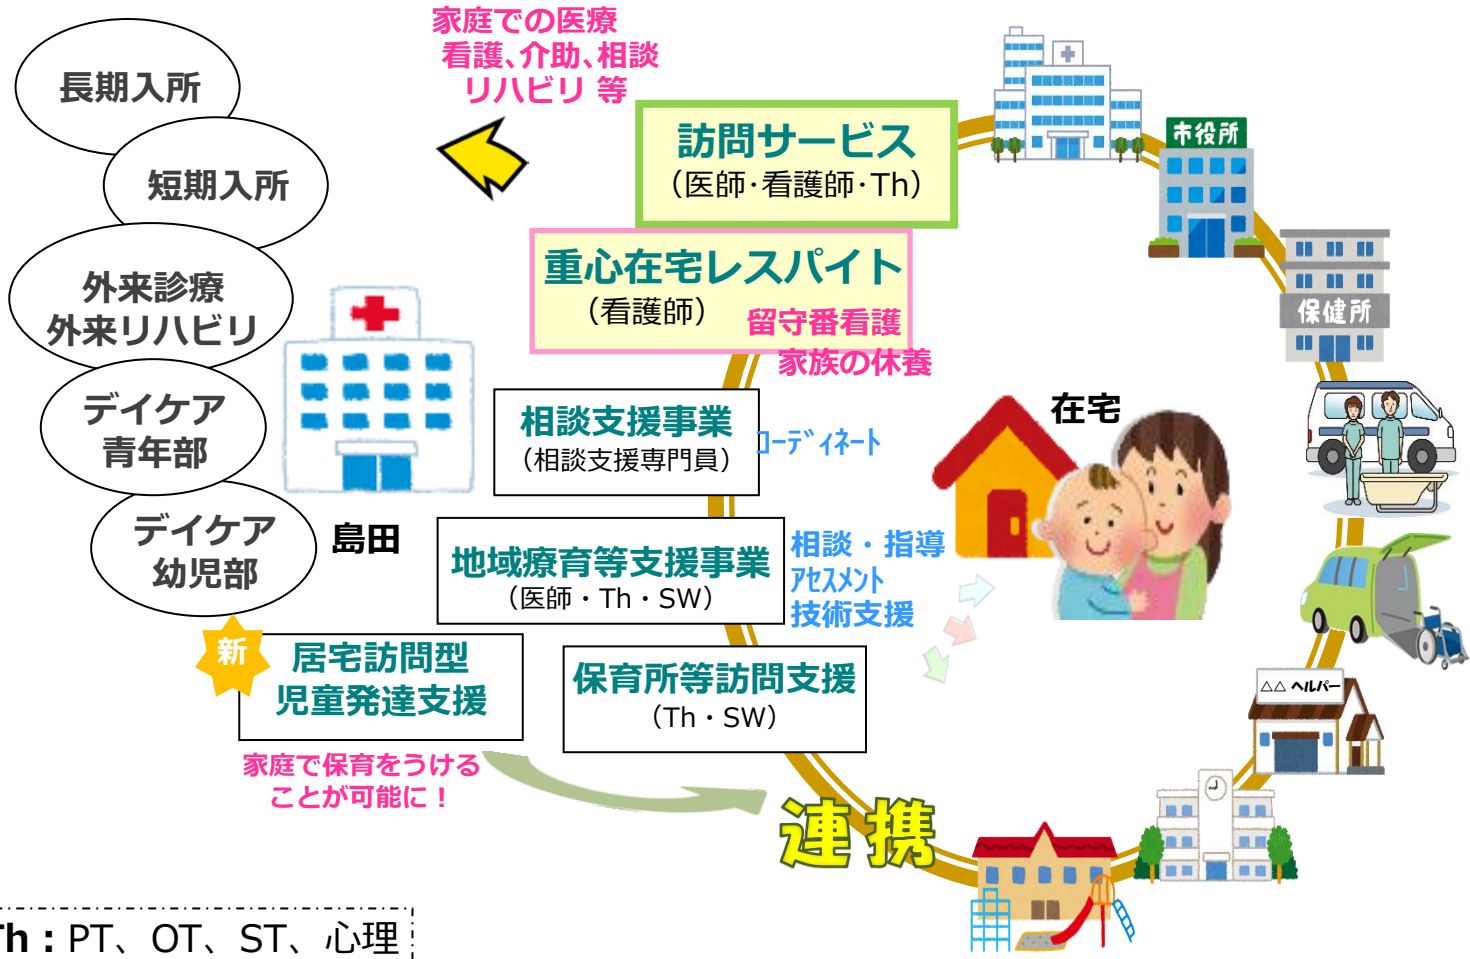 家庭での医療
看護、介助、相談
リハビリ 等
長期入所
短期入所
外来診療
外来リハビリ
デイケア
青年部
デイケア
幼児部
島田
訪問サービス
（医師･看護師･Th）
重心在宅レスパイト
（看護師）
留守番看護
家族の休養
相談支援事業
（相談支援専門員）
ｺｰﾃﾞｨﾈｰﾄ
地域療育等支援事業
（医師・Th・SW）
相談・指導
ｱｾｽﾒﾝﾄ
技術支援
新
居宅訪問型
児童発達支援
家庭で保育をうける
ことが可能に！
保育所等訪問支援
（Th・SW）
連携
在宅
市役所
保健所
△△ ヘルパー
Th：PT、OT、ST、心理